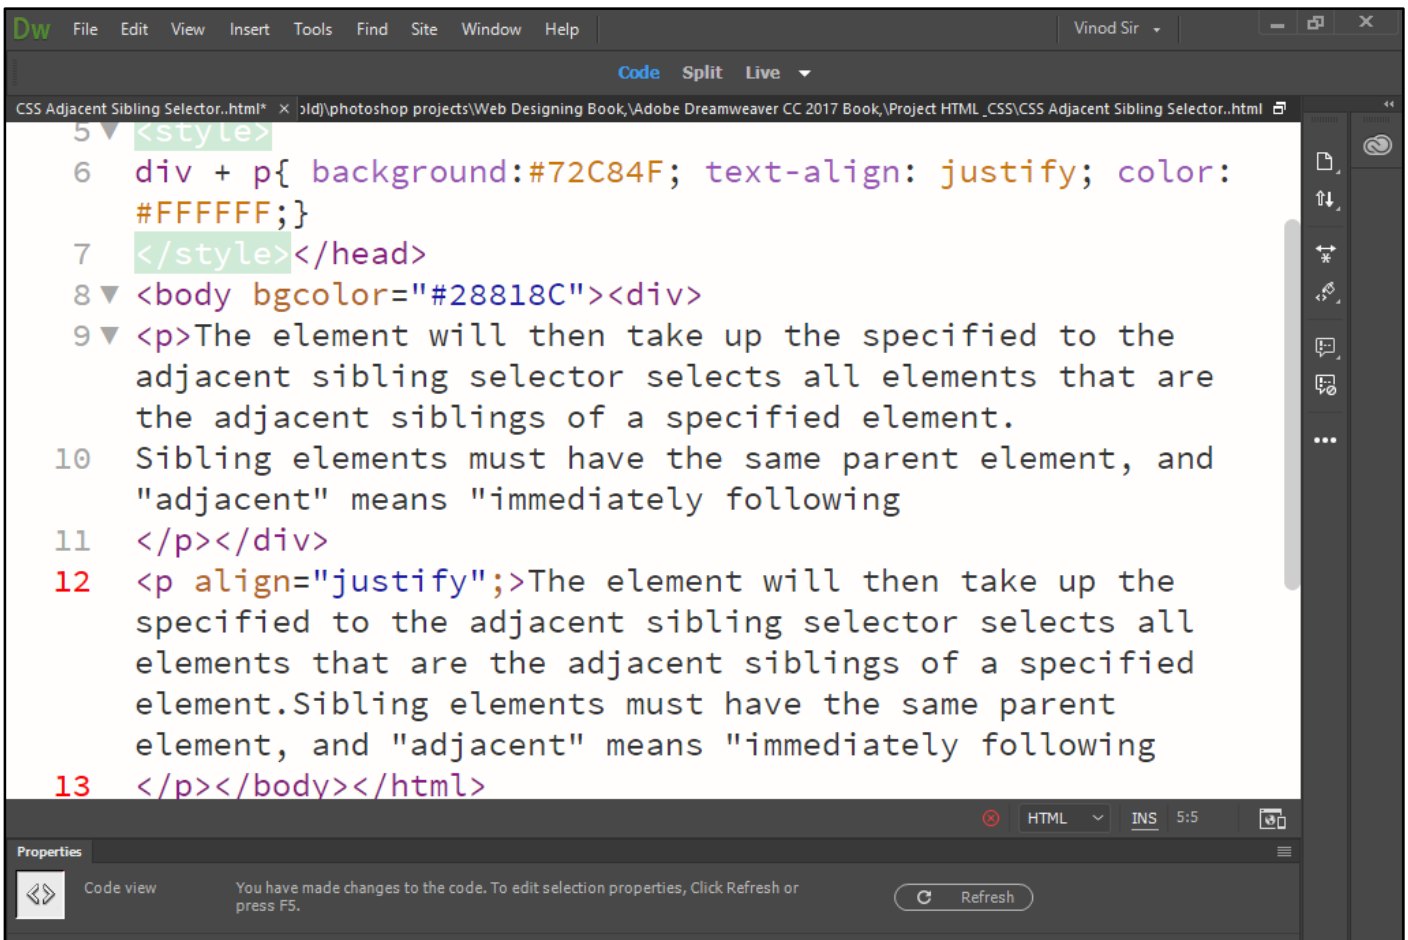 Dw File Edit View Insert Tools Find Site Window Help Vinod Sir
Code Split Live
CSS Adjacent Sibling Selector..html* × old)\photoshop projects\Web Designing Book,\Adobe Dreamweaver CC 2017 Book,\Project HTML_CSS\CSS Adjacent Sibling Selector..html
5 <style>
6 div + p{ background:#72C84F; text-align: justify; color:
#FFFFFF;}
7 </style></head>
8 <body bgcolor="#28818C"><div>
9 <p>The element will then take up the specified to the
adjacent sibling selector selects all elements that are
the adjacent siblings of a specified element.
10 Sibling elements must have the same parent element, and
"adjacent" means "immediately following
11 </p></div>
12 <p align="justify";>The element will then take up the
specified to the adjacent sibling selector selects all
elements that are the adjacent siblings of a specified
element.Sibling elements must have the same parent
element, and "adjacent" means "immediately following
13 </p></body></html>
HTML INS 5:5
Properties
Code view You have made changes to the code. To edit selection properties, Click Refresh or
press F5.
Refresh